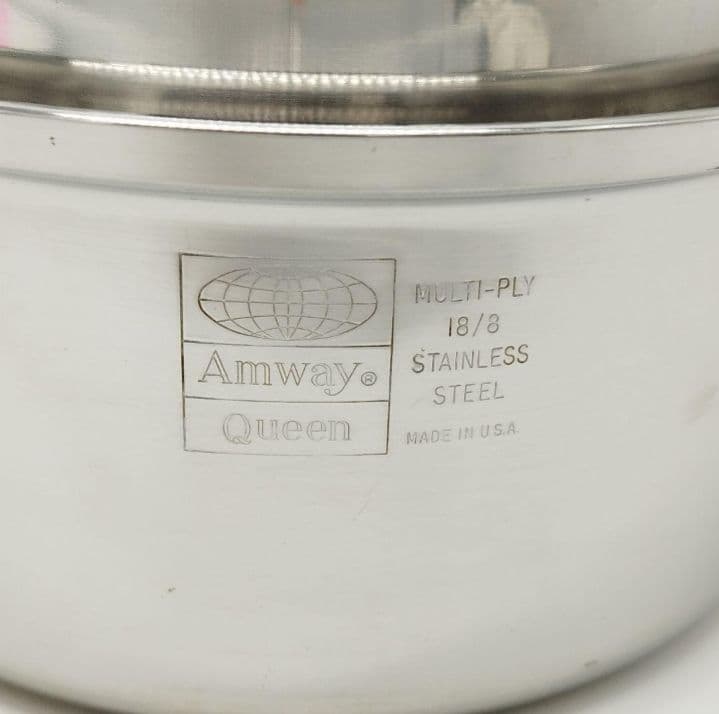 Amway®
Queen
MULTI-PLY
18/8
STAINLESS
STEEL
MADE IN U.S.A.